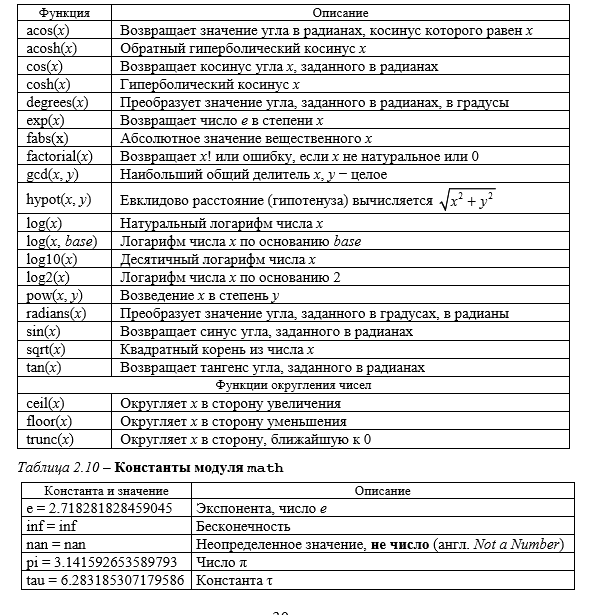 Функция Описание
acos(x) Возвращает значение угла в радианах, косинус которого равен x
acosh(x) Обратный гиперболический косинус x
cos(x) Возвращает косинус угла x, заданного в радианах
cosh(x) Гиперболический косинус x
degrees(x) Преобразует значение угла, заданного в радианах, в градусы
exp(x) Возвращает число e в степени x
fabs(x) Абсолютное значение вещественного x
factorial(x) Возвращает x! или ошибку, если x не натуральное или 0
gcd(x, y) Наибольший общий делитель x, y − целое
hypot(x, y) Евклидово расстояние (гипотенуза) вычисляется √x² + y²
log(x) Натуральный логарифм числа x
log(x, base) Логарифм числа x по основанию base
log10(x) Десятичный логарифм числа x
log2(x) Логарифм числа x по основанию 2
pow(x, y) Возведение x в степень y
radians(x) Преобразует значение угла, заданного в градусах, в радианы
sin(x) Возвращает синус угла, заданного в радианах
sqrt(x) Квадратный корень из числа x
tan(x) Возвращает тангенс угла, заданного в радианах
Функции округления чисел
ceil(x) Округляет x в сторону увеличения
floor(x) Округляет x в сторону уменьшения
trunc(x) Округляет x в сторону, ближайшую к 0
Таблица 2.10 – Константы модуля math
Константа и значение Описание
e = 2.718281828459045 Экспонента, число e
inf = inf Бесконечность
nan = nan Неопределенное значение, не число (англ. Not a Number)
pi = 3.141592653589793 Число π
tau = 6.283185307179586 Константа τ